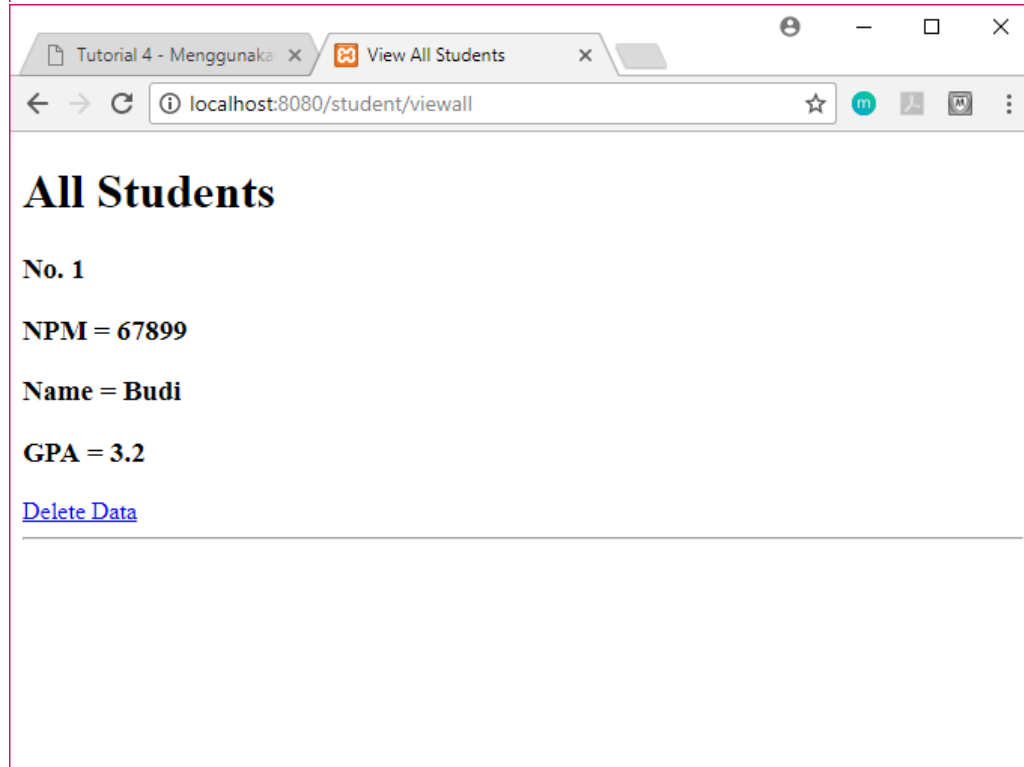 Tutorial 4 - Menggunaka
View All Students
localhost:8080/student/viewall
All Students
No. 1
NPM = 67899
Name = Budi
GPA = 3.2
Delete Data